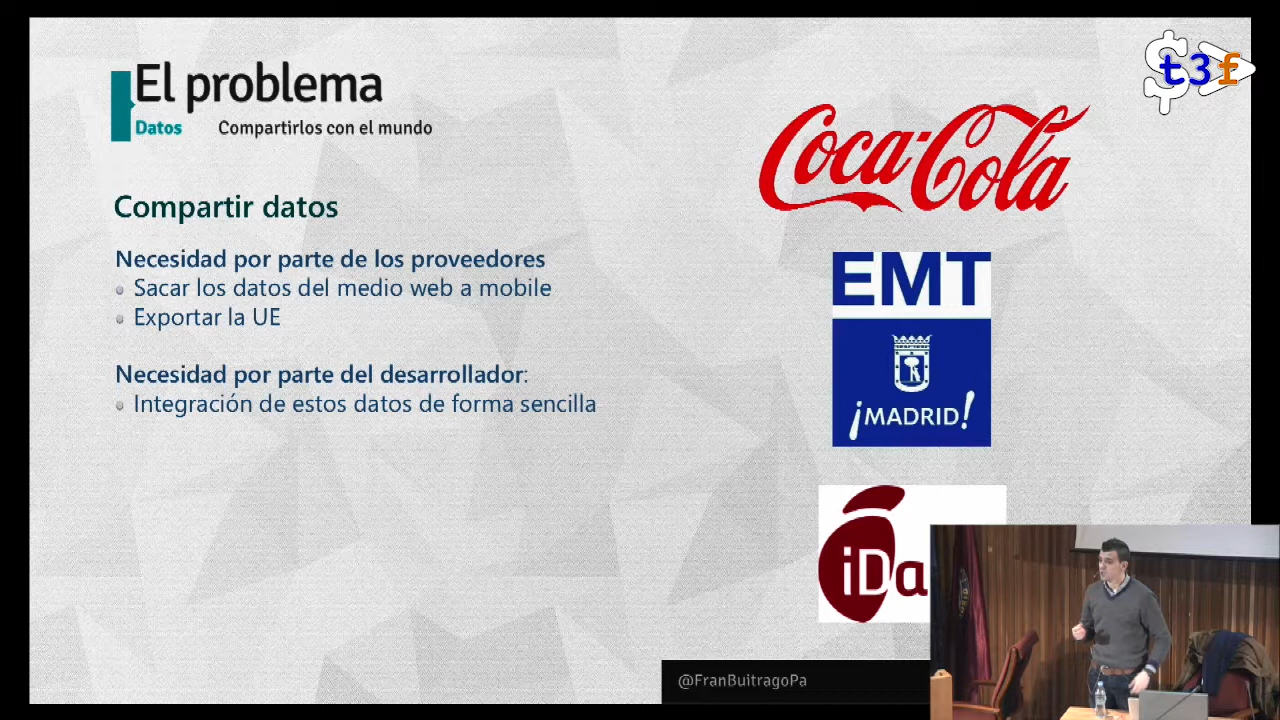 El problema
Datos Compartirlos con el mundo
t3f
Coca-Cola
Compartir datos
Necesidad por parte de los proveedores
Sacar los datos del medio web a mobile
Exportar la UE
Necesidad por parte del desarrollador:
Integración de estos datos de forma sencilla
EMT
¡MADRID!
iDa
@FranBuitragoPa